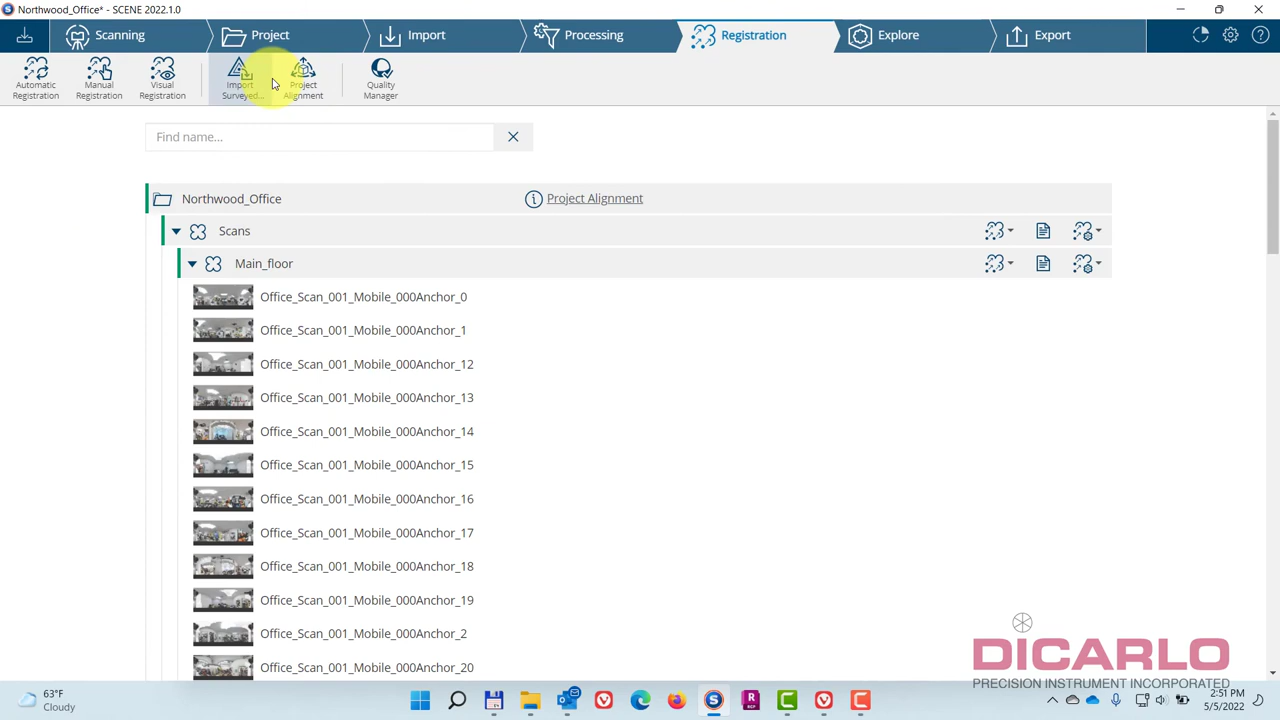 Northwood_Office* - SCENE 2022.1.0
Scanning
Project
Import
Processing
Registration
Explore
Export
Automatic Registration
Manual Registration
Visual Registration
Import Surveyed...
Project Alignment
Quality Manager
Find name...
Northwood_Office
Project Alignment
Scans
Main_floor
Office_Scan_001_Mobile_000Anchor_0
Office_Scan_001_Mobile_000Anchor_1
Office_Scan_001_Mobile_000Anchor_12
Office_Scan_001_Mobile_000Anchor_13
Office_Scan_001_Mobile_000Anchor_14
Office_Scan_001_Mobile_000Anchor_15
Office_Scan_001_Mobile_000Anchor_16
Office_Scan_001_Mobile_000Anchor_17
Office_Scan_001_Mobile_000Anchor_18
Office_Scan_001_Mobile_000Anchor_19
Office_Scan_001_Mobile_000Anchor_2
Office_Scan_001_Mobile_000Anchor_20
DICARLO
PRECISION INSTRUMENT INCORPORATED
63°F
Cloudy
2:51 PM
5/5/2022